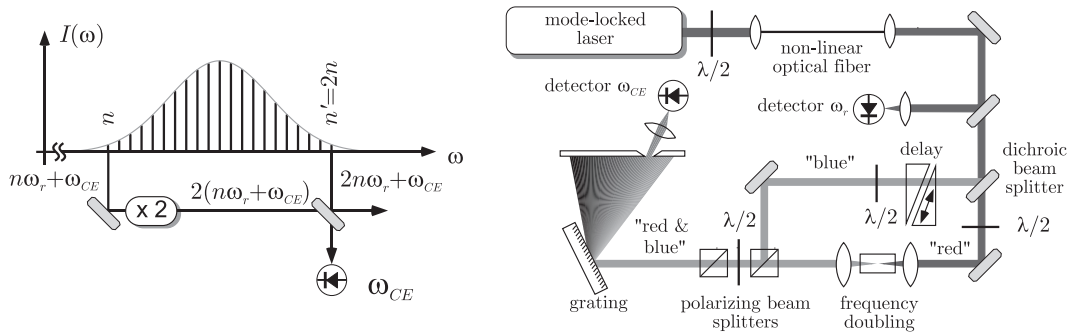 I(ω)
n
n'=2n
ω
nω_r+ω_CE
2(nω_r+ω_CE)
2nω_r+ω_CE
x 2
ω_CE
mode-locked
laser
λ/2
non-linear
optical fiber
detector ω_CE
detector ω_r
"blue"
delay
dichroic
beam
splitter
λ/2
λ/2
λ/2
"red &
blue"
"red"
grating
polarizing beam
splitters
frequency
doubling